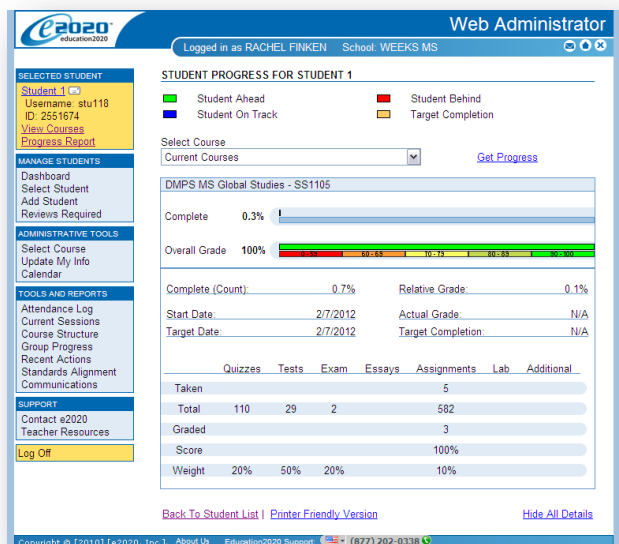 e2020
education2020
Web Administrator
Logged in as RACHEL FINKEN School: WEEKS MS
SELECTED STUDENT
Student 1
Username: stu118
ID: 2551674
View Courses
Progress Report
MANAGE STUDENTS
Dashboard
Select Student
Add Student
Reviews Required
ADMINISTRATIVE TOOLS
Select Course
Update My Info
Calendar
TOOLS AND REPORTS
Attendance Log
Current Sessions
Course Structure
Group Progress
Recent Actions
Standards Alignment
Communications
SUPPORT
Contact e2020
Teacher Resources
Log Off
STUDENT PROGRESS FOR STUDENT 1
Student Ahead Student Behind
Student On Track Target Completion
Select Course
Current Courses Get Progress
DMPS MS Global Studies - SS1105
Complete 0.3%
Overall Grade 100% 0 - 59 60 - 69 70 - 79 80 - 89 90 - 100
Complete (Count): 0.7% Relative Grade: 0.1%
Start Date: 2/7/2012 Actual Grade: N/A
Target Date: 2/7/2012 Target Completion: N/A
Quizzes Tests Exam Essays Assignments Lab Additional
Taken 5
Total 110 29 2 582
Graded 3
Score 100%
Weight 20% 50% 20% 10%
Back To Student List | Printer Friendly Version Hide All Details
Copyright © [2010] [e2020, Inc.] About Us Education2020 Support: (877) 202-0338